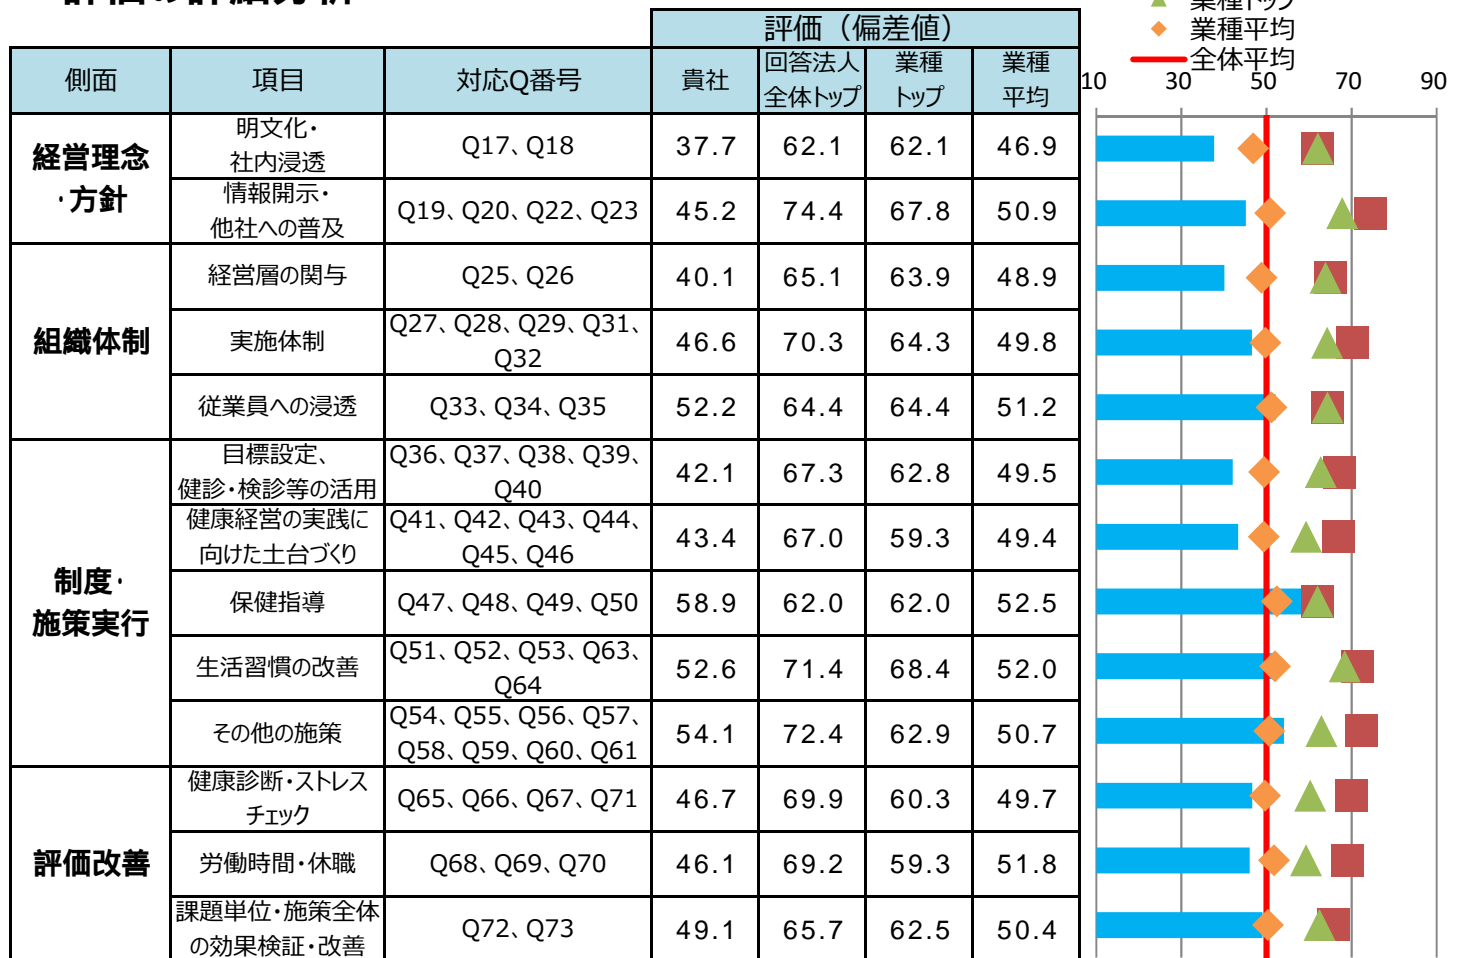 業種平均
全体平均
評価（偏差値）
側面 項目 対応Q番号 貴社 回答法人全体トップ 業種トップ 業種平均
10 30 50 70 90
経営理念・方針
明文化・社内浸透 Q17、Q18 37.7 62.1 62.1 46.9
情報開示・他社への普及 Q19、Q20、Q22、Q23 45.2 74.4 67.8 50.9
組織体制
経営層の関与 Q25、Q26 40.1 65.1 63.9 48.9
実施体制 Q27、Q28、Q29、Q31、Q32 46.6 70.3 64.3 49.8
従業員への浸透 Q33、Q34、Q35 52.2 64.4 64.4 51.2
制度・施策実行
目標設定、健診・検診等の活用 Q36、Q37、Q38、Q39、Q40 42.1 67.3 62.8 49.5
健康経営の実践に向けた土台づくり Q41、Q42、Q43、Q44、Q45、Q46 43.4 67.0 59.3 49.4
保健指導 Q47、Q48、Q49、Q50 58.9 62.0 62.0 52.5
生活習慣の改善 Q51、Q52、Q53、Q63、Q64 52.6 71.4 68.4 52.0
その他の施策 Q54、Q55、Q56、Q57、Q58、Q59、Q60、Q61 54.1 72.4 62.9 50.7
評価改善
健康診断・ストレスチェック Q65、Q66、Q67、Q71 46.7 69.9 60.3 49.7
労働時間・休職 Q68、Q69、Q70 46.1 69.2 59.3 51.8
課題単位・施策全体の効果検証・改善 Q72、Q73 49.1 65.7 62.5 50.4